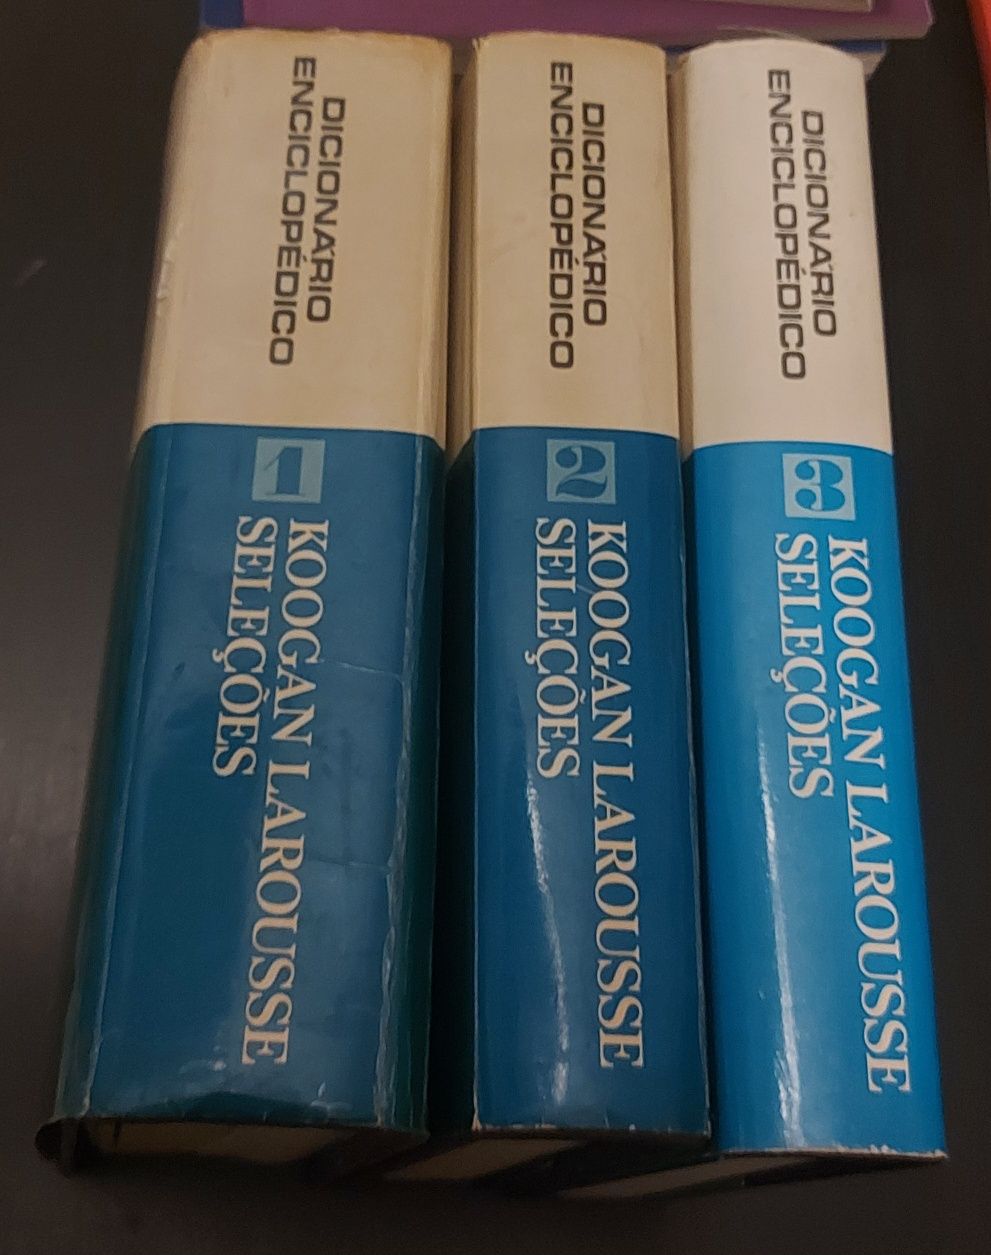 DICIONÁRIO
ENCICLOPÉDICO
1
KOOGAN LAROUSSE
SELEÇÕES
DICIONÁRIO
ENCICLOPÉDICO
2
KOOGAN LAROUSSE
SELEÇÕES
DICIONÁRIO
ENCICLOPÉDICO
3
KOOGAN LAROUSSE
SELEÇÕES